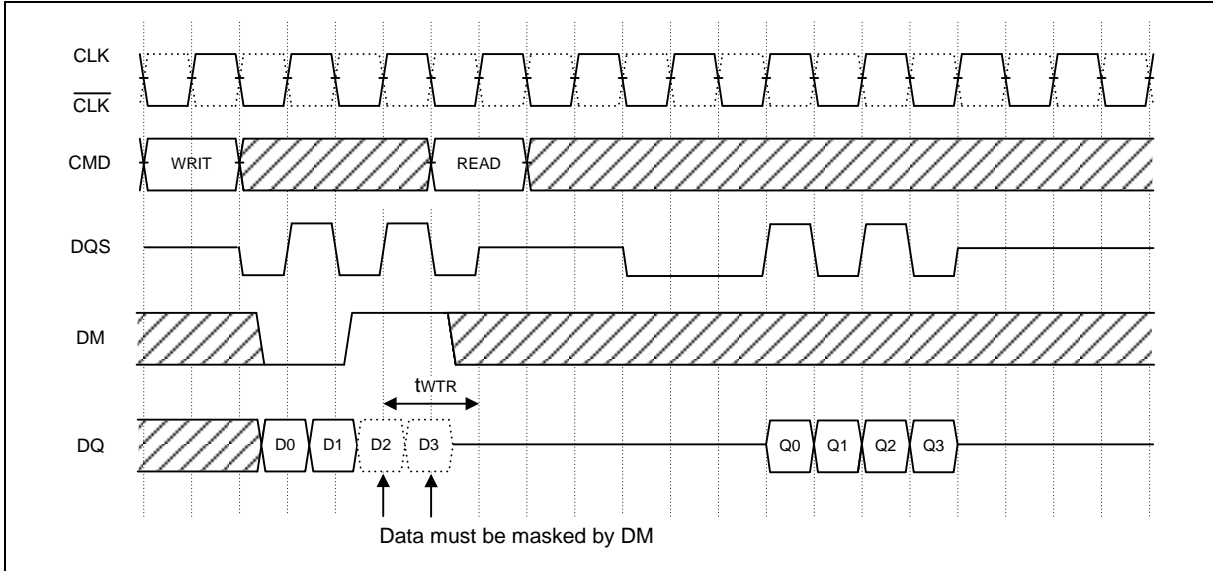 CLK
CLK
CMD WRIT READ
DQS
DM
tWTR
DQ D0 D1 D2 D3 Q0 Q1 Q2 Q3
Data must be masked by DM